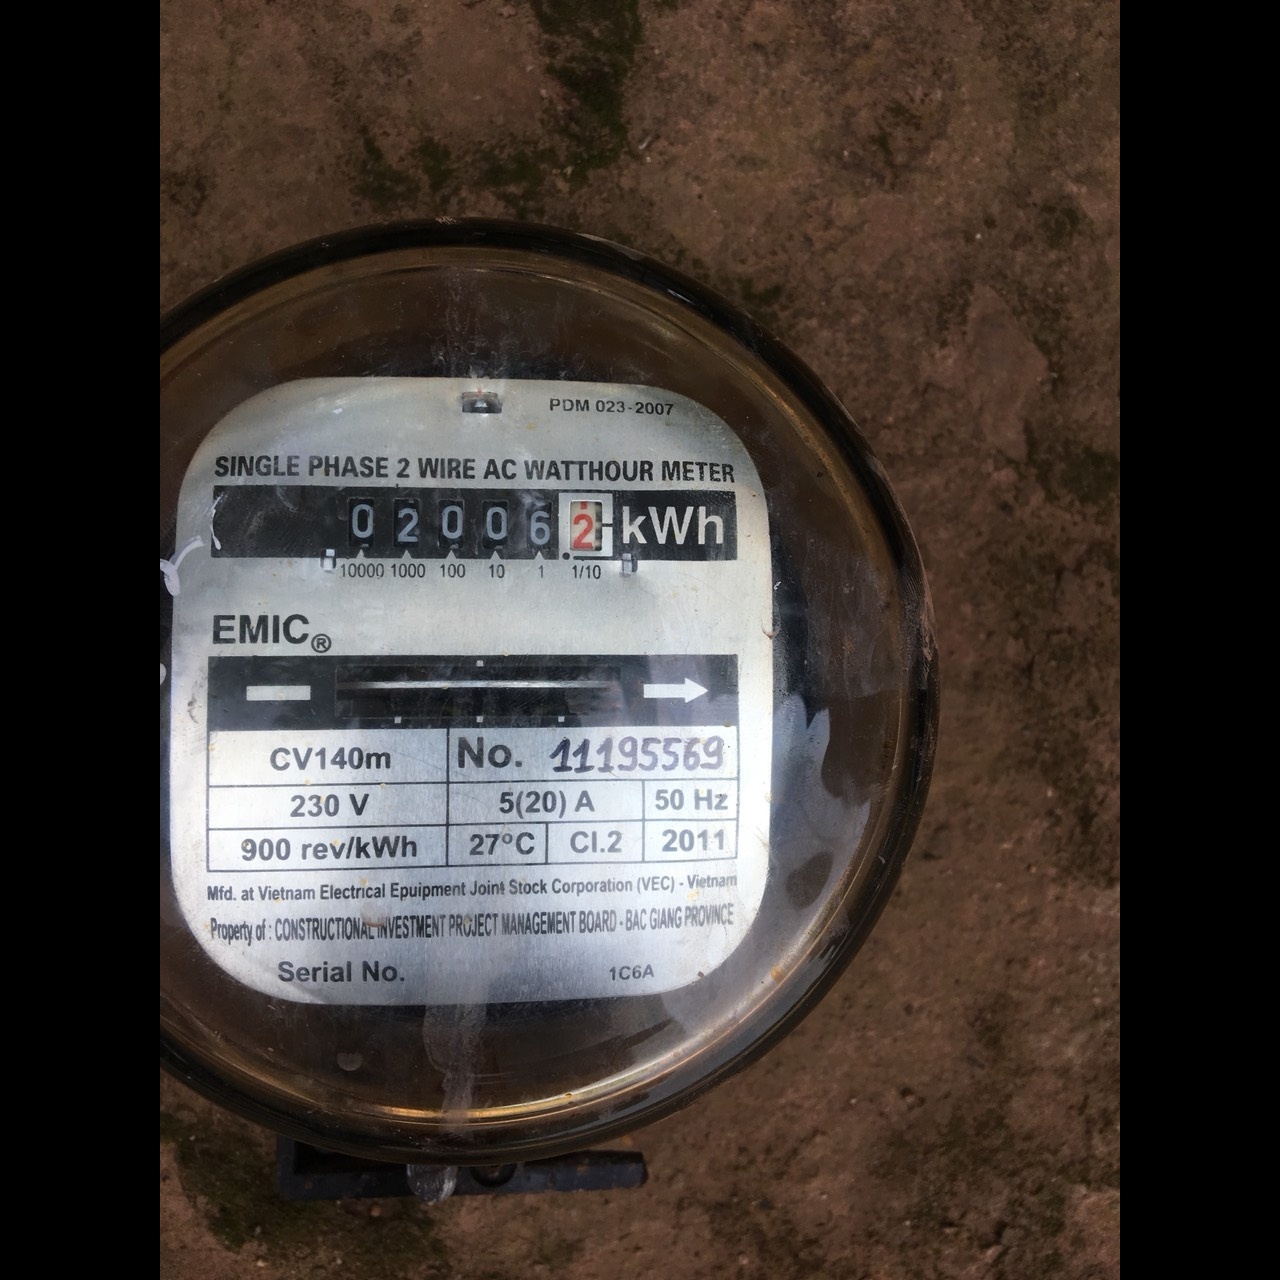 PDM 023-2007
SINGLE PHASE 2 WIRE AC WATTHOUR METER
0 2 0 0 6 2 kWh
10000 1000 100 10 1 1/10
EMIC®
CV140m No. 11195569
230 V 5(20) A 50 Hz
900 rev/kWh 27°C Cl.2 2011
Mfd. at Vietnam Electrical Epuipment Joint Stock Corporation (VEC) - Vietnam
Property of : CONSTRUCTIONAL INVESTMENT PROJECT MANAGEMENT BOARD - BAC GIANG PROVINCE
Serial No. 1C6A